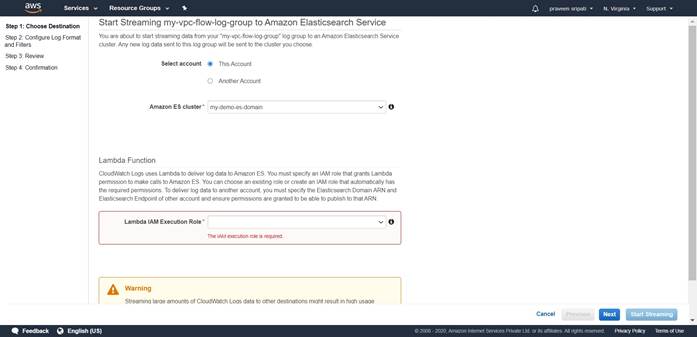 aws
Services
Resource Groups
praveen sripati
N. Virginia
Support
Step 1: Choose Destination
Step 2: Configure Log Format
and Filters
Step 3: Review
Step 4: Confirmation
Start Streaming my-vpc-flow-log-group to Amazon Elasticsearch Service
You are about to start streaming data from your "my-vpc-flow-log-group" log group to an Amazon Elasticsearch Service
cluster. Any new log data sent to this log group will be sent to the cluster you choose.
Select account
This Account
Another Account
Amazon ES cluster*
my-demo-es-domain
Lambda Function
CloudWatch Logs uses Lambda to deliver log data to Amazon ES. You must specify an IAM role that grants Lambda
permission to make calls to Amazon ES. You can choose an existing role or create an IAM role that automatically has
the required permissions. To deliver log data to another account, you must specify the Elasticsearch Domain ARN and
Elasticsearch Endpoint of other account and ensure permissions are granted to be able to publish to that ARN.
Lambda IAM Execution Role*
The IAM execution role is required.
Warning
Streaming large amounts of CloudWatch Logs data to other destinations might result in high usage
Cancel
Previous
Next
Start Streaming
Feedback
English (US)
© 2008 - 2020, Amazon Internet Services Private Ltd. or its affiliates. All rights reserved.
Privacy Policy
Terms of Use